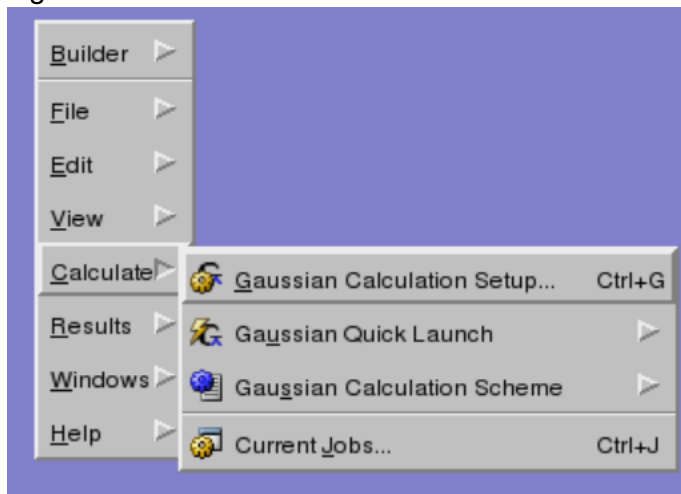 Builder
File
Edit
View
Calculate
Gaussian Calculation Setup... Ctrl+G
Results
Gaussian Quick Launch
Windows
Gaussian Calculation Scheme
Help
Current Jobs... Ctrl+J